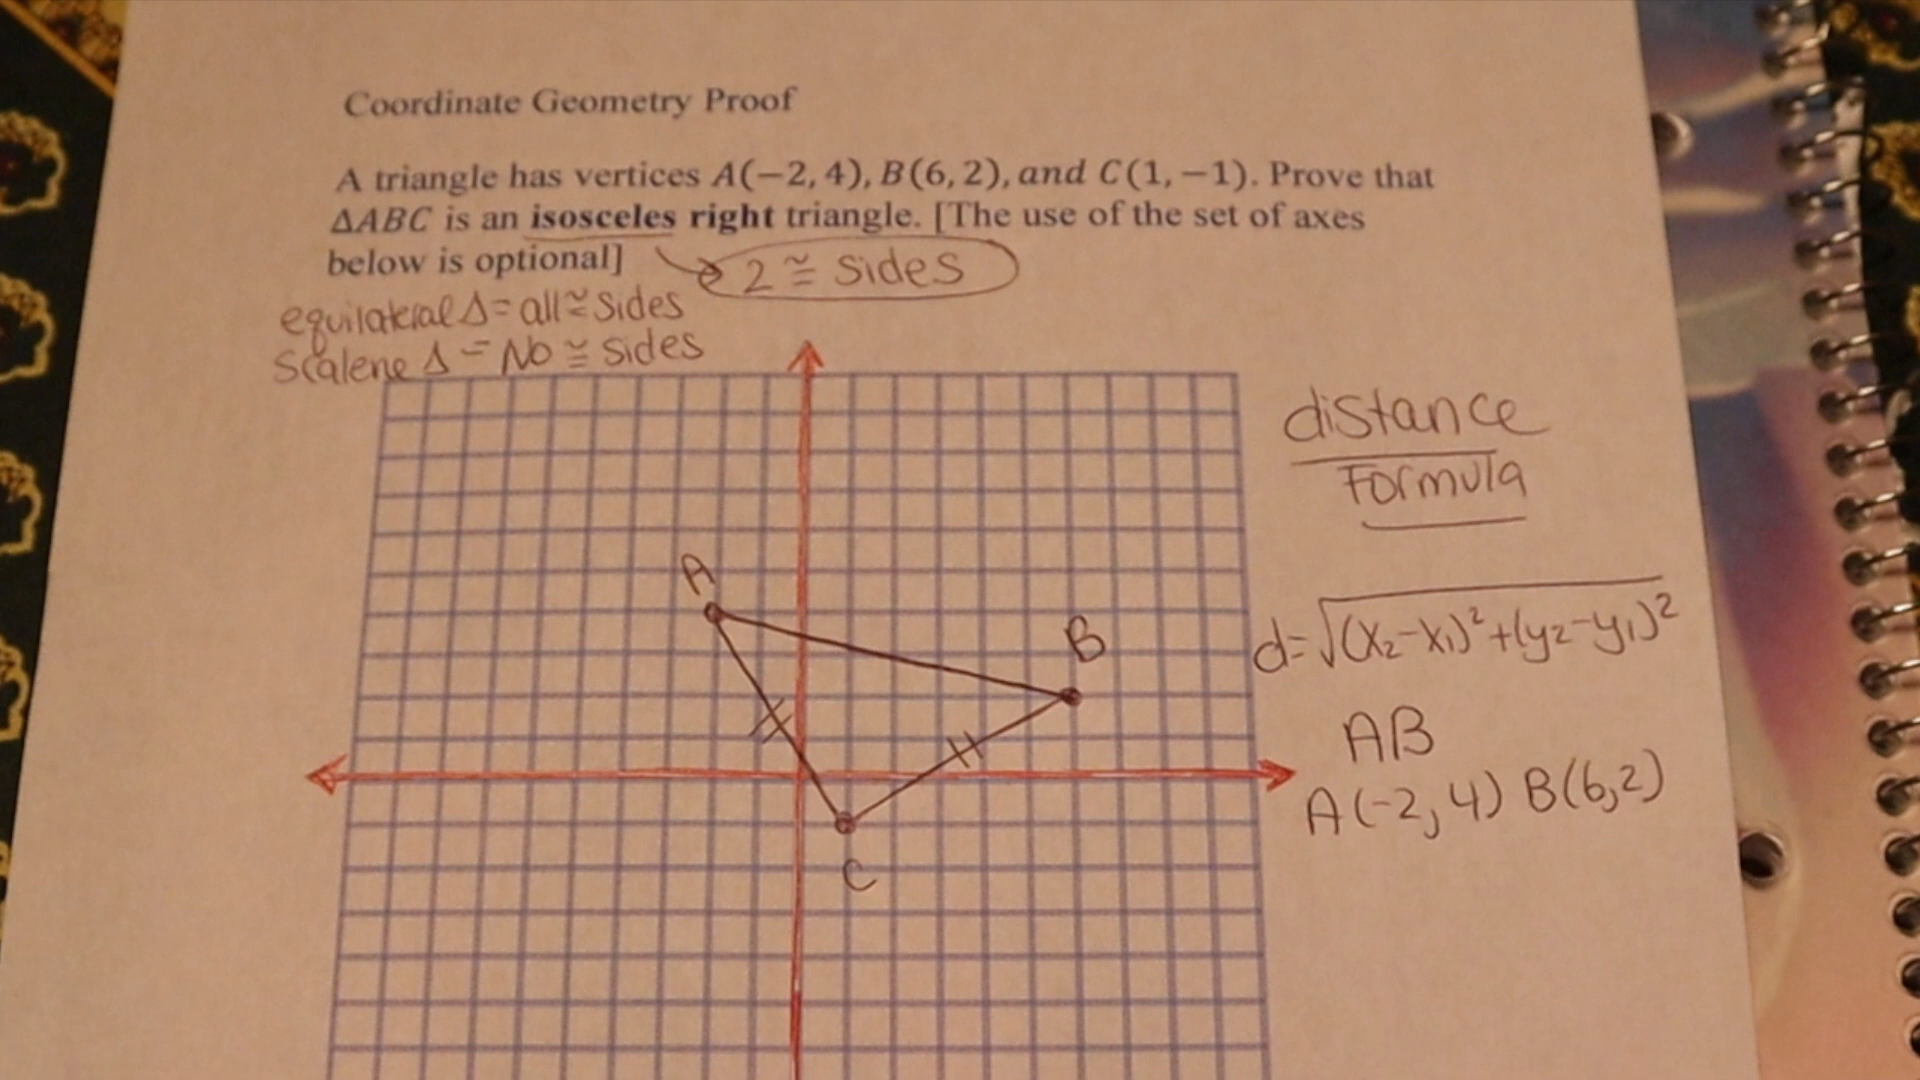 Coordinate Geometry Proof
A triangle has vertices A(−2, 4), B(6, 2), and C(1, −1). Prove that
ΔABC is an isosceles right triangle. [The use of the set of axes
below is optional]
2 ≅ sides
equilateral Δ = all ≅ sides
Scalene Δ = No ≅ sides
distance
Formula
A
B
C
d=√(x₂-x₁)²+(y₂-y₁)²
AB
A(-2, 4) B(6,2)